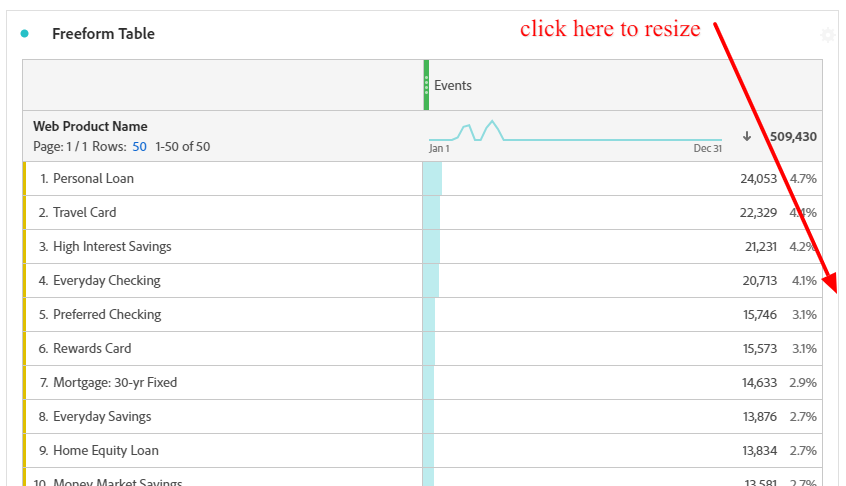 click here to resize
Freeform Table
Events
Web Product Name
Page: 1 / 1 Rows: 50 1-50 of 50
Jan 1 Dec 31
509,430
1. Personal Loan 24,053 4.7%
2. Travel Card 22,329 4.4%
3. High Interest Savings 21,231 4.2%
4. Everyday Checking 20,713 4.1%
5. Preferred Checking 15,746 3.1%
6. Rewards Card 15,573 3.1%
7. Mortgage: 30-yr Fixed 14,633 2.9%
8. Everyday Savings 13,876 2.7%
9. Home Equity Loan 13,834 2.7%
10. Money Market Savings 13,581 2.7%